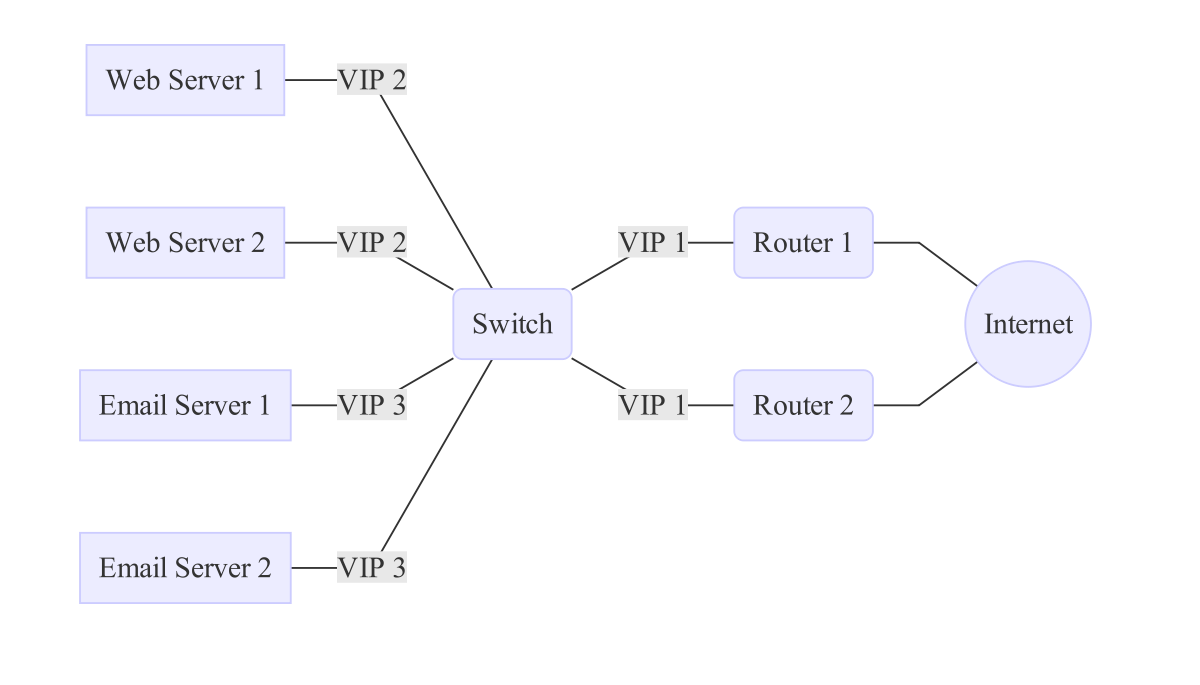 Web Server 1
VIP 2
Web Server 2
VIP 2
VIP 1
Router 1
Switch
Internet
Email Server 1
VIP 3
VIP 1
Router 2
Email Server 2
VIP 3